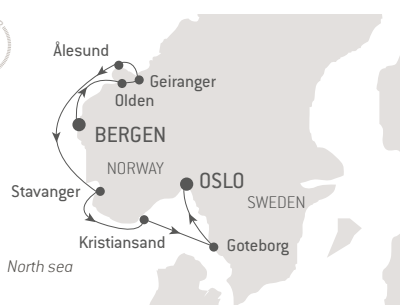 Ålesund
Geiranger
Olden
BERGEN
NORWAY
OSLO
Stavanger
SWEDEN
Kristiansand
Goteborg
North sea